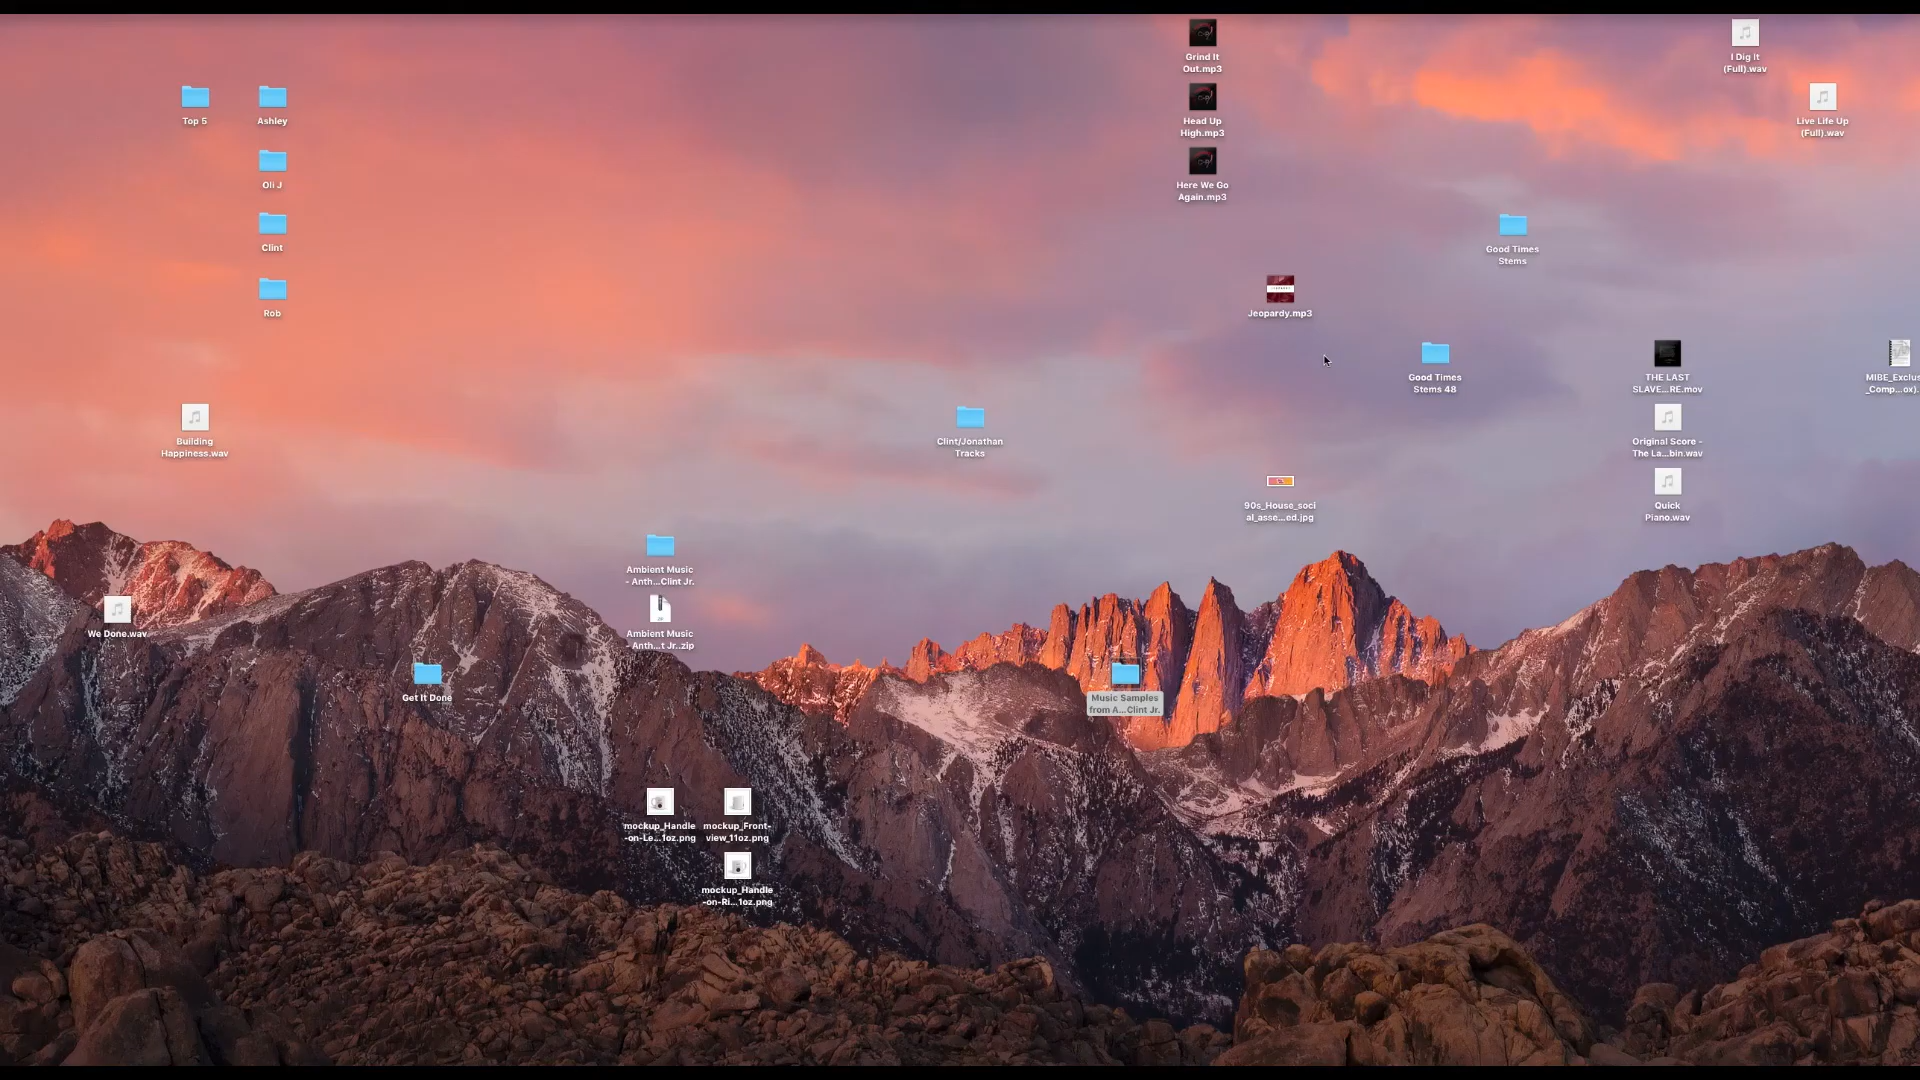 Grind It
Out.mp3
I Dig It
(Full).wav
Top 5
Ashley
Head Up
High.mp3
Live Life Up
(Full).wav
Oli J
Here We Go
Again.mp3
Clint
Good Times
Stems
Rob
Jeopardy.mp3
Good Times
Stems 48
THE LAST
SLAVE...RE.mov
MIBE_Exclus
_Comp...ox).
Building
Happiness.wav
Clint/Jonathan
Tracks
Original Score -
The La...bin.wav
90s_House_soci
al_asse...ed.jpg
Quick
Piano.wav
Ambient Music
- Anth...Clint Jr.
We Done.wav
Ambient Music
- Anth...t Jr..zip
Get It Done
Music Samples
from A...Clint Jr.
mockup_Handle
-on-Le...1oz.png
mockup_Front-
view_11oz.png
mockup_Handle
-on-Ri...1oz.png